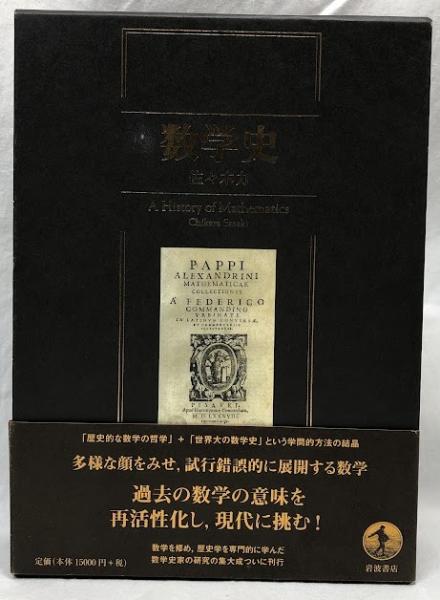 数学史
佐々木力
A History of Mathematics
Chikara Sasaki
PAPPI
ALEXANDRINI
MATHEMATICAE
COLLECTIONES
A FEDERICO
COMMANDINO
VRBINATE
IN LATINVM CONVERSAE,
PISAVRI,
M D LXXXVIII
「歴史的な数学の哲学」+「世界大の数学史」という学問的方法の結晶
多様な顔をみせ,試行錯誤的に展開する数学
過去の数学の意味を
再活性化し,現代に挑む!
数学を修め,歴史学を専門的に学んだ
数学史家の研究の集大成ついに刊行
定価(本体 15000円+税)
岩波書店